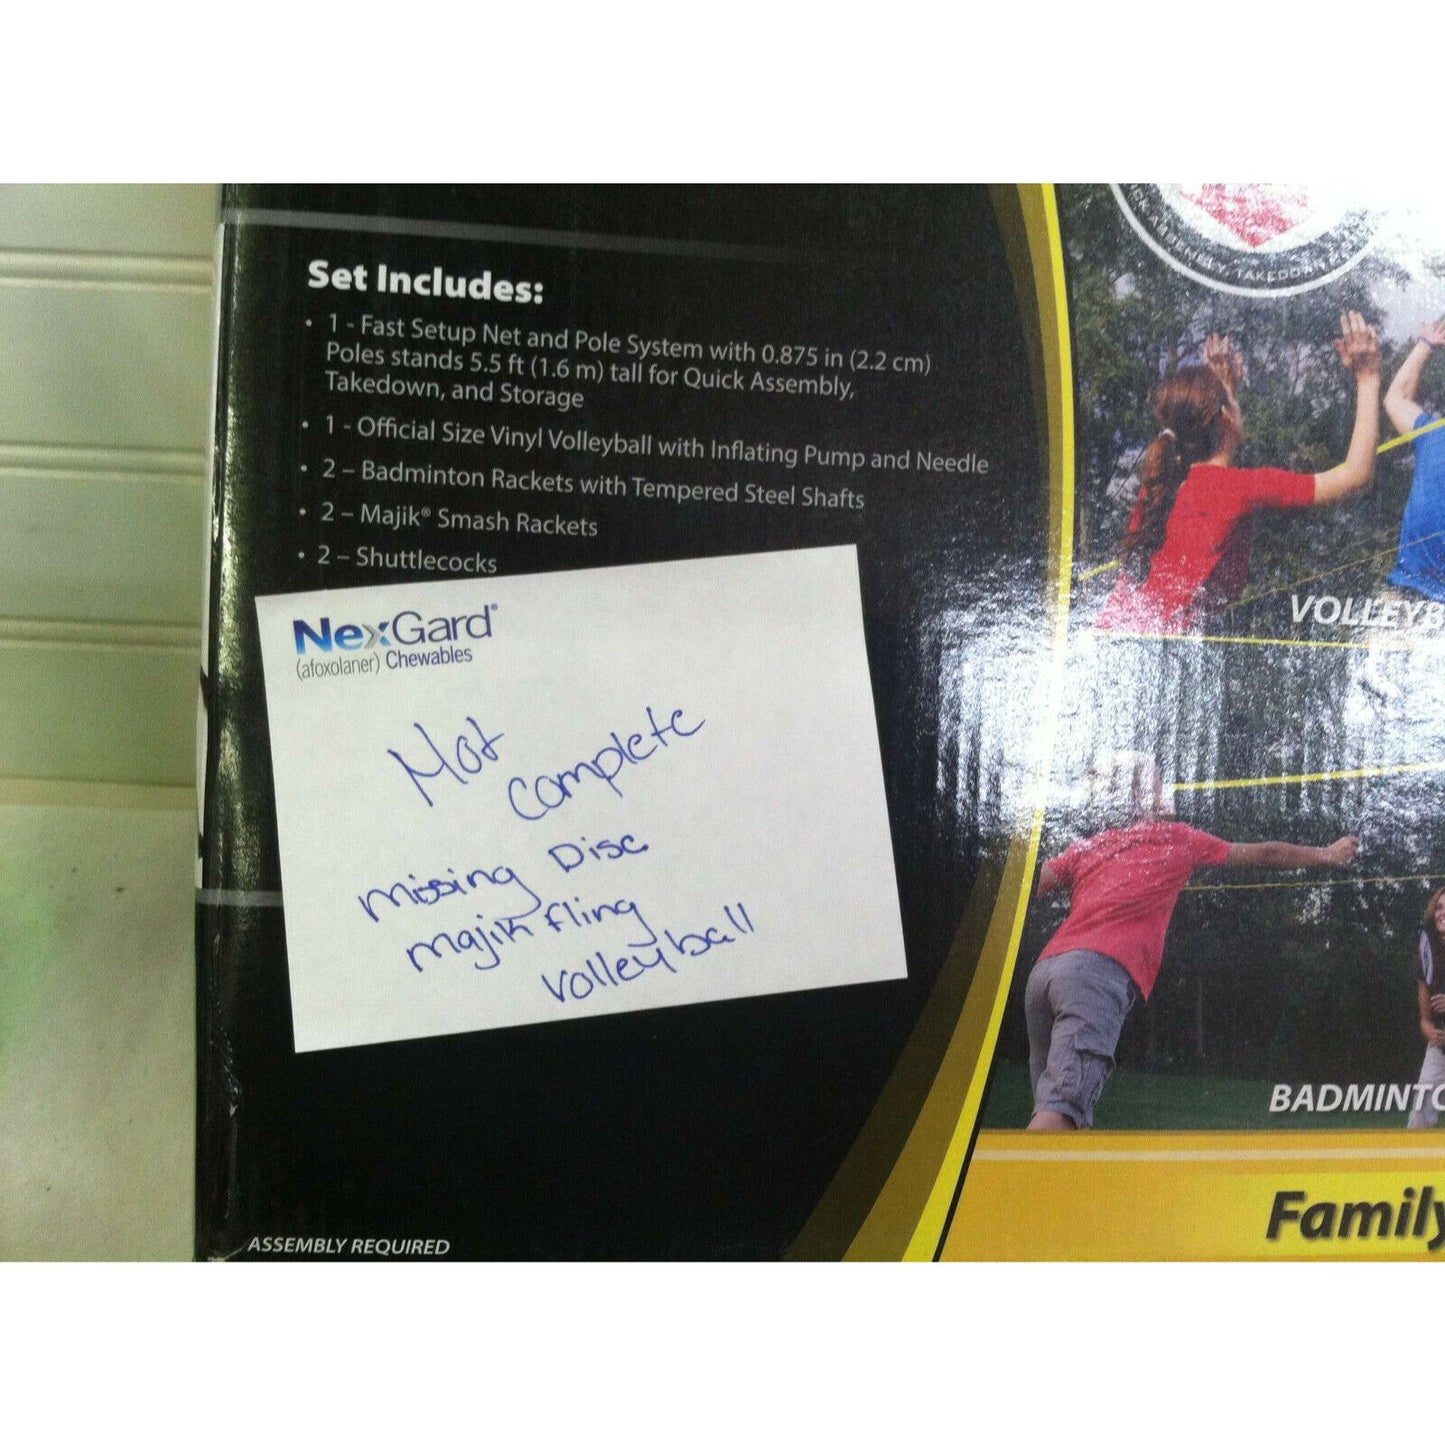 Set Includes:
• 1 - Fast Setup Net and Pole System with 0.875 in (2.2 cm)
Poles stands 5.5 ft (1.6 m) tall for Quick Assembly,
Takedown, and Storage
• 1 - Official Size Vinyl Volleyball with Inflating Pump and Needle
• 2 – Badminton Rackets with Tempered Steel Shafts
• 2 – Majik® Smash Rackets
• 2 – Shuttlecocks
NexGard®
(afoxolaner) Chewables
Not
complete
missing Disc
majik fling
volleyball
ASSEMBLY REQUIRED
TAKEDOWN
VOLLEYB
BADMINTO
Family